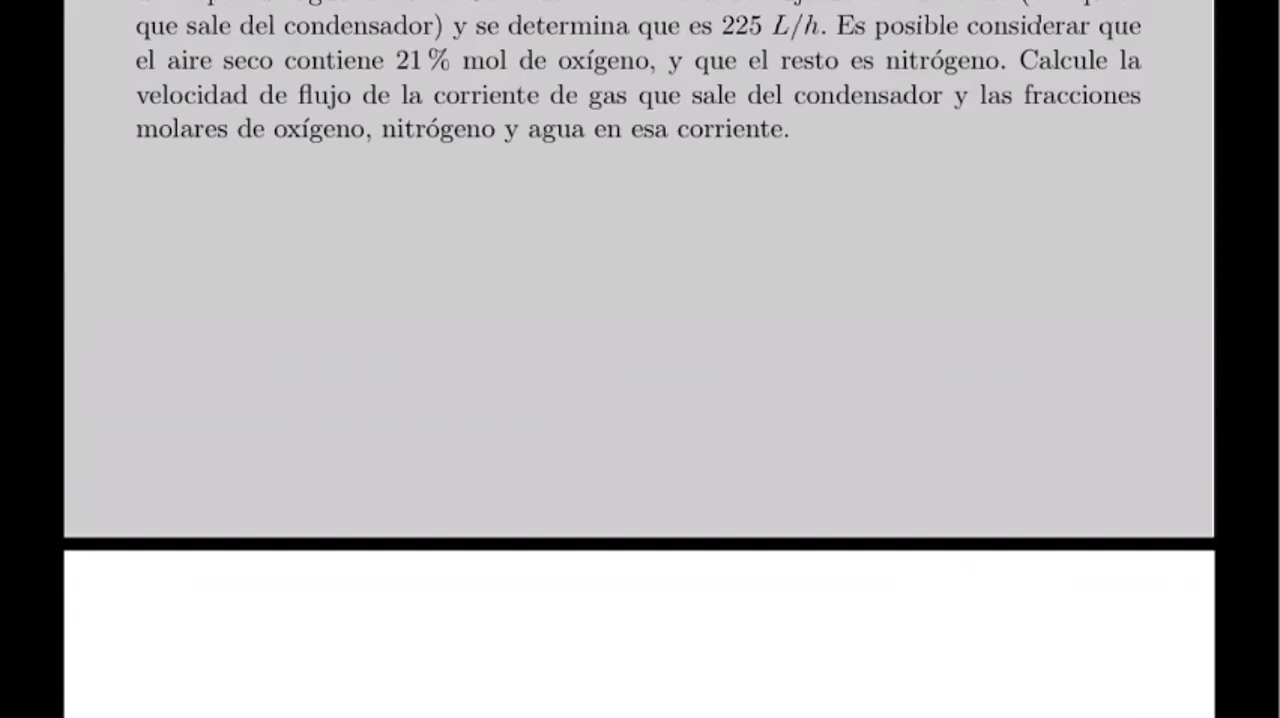 que sale del condensador) y se determina que es 225 L/h. Es posible considerar que
el aire seco contiene 21 % mol de oxígeno, y que el resto es nitrógeno. Calcule la
velocidad de flujo de la corriente de gas que sale del condensador y las fracciones
molares de oxígeno, nitrógeno y agua en esa corriente.